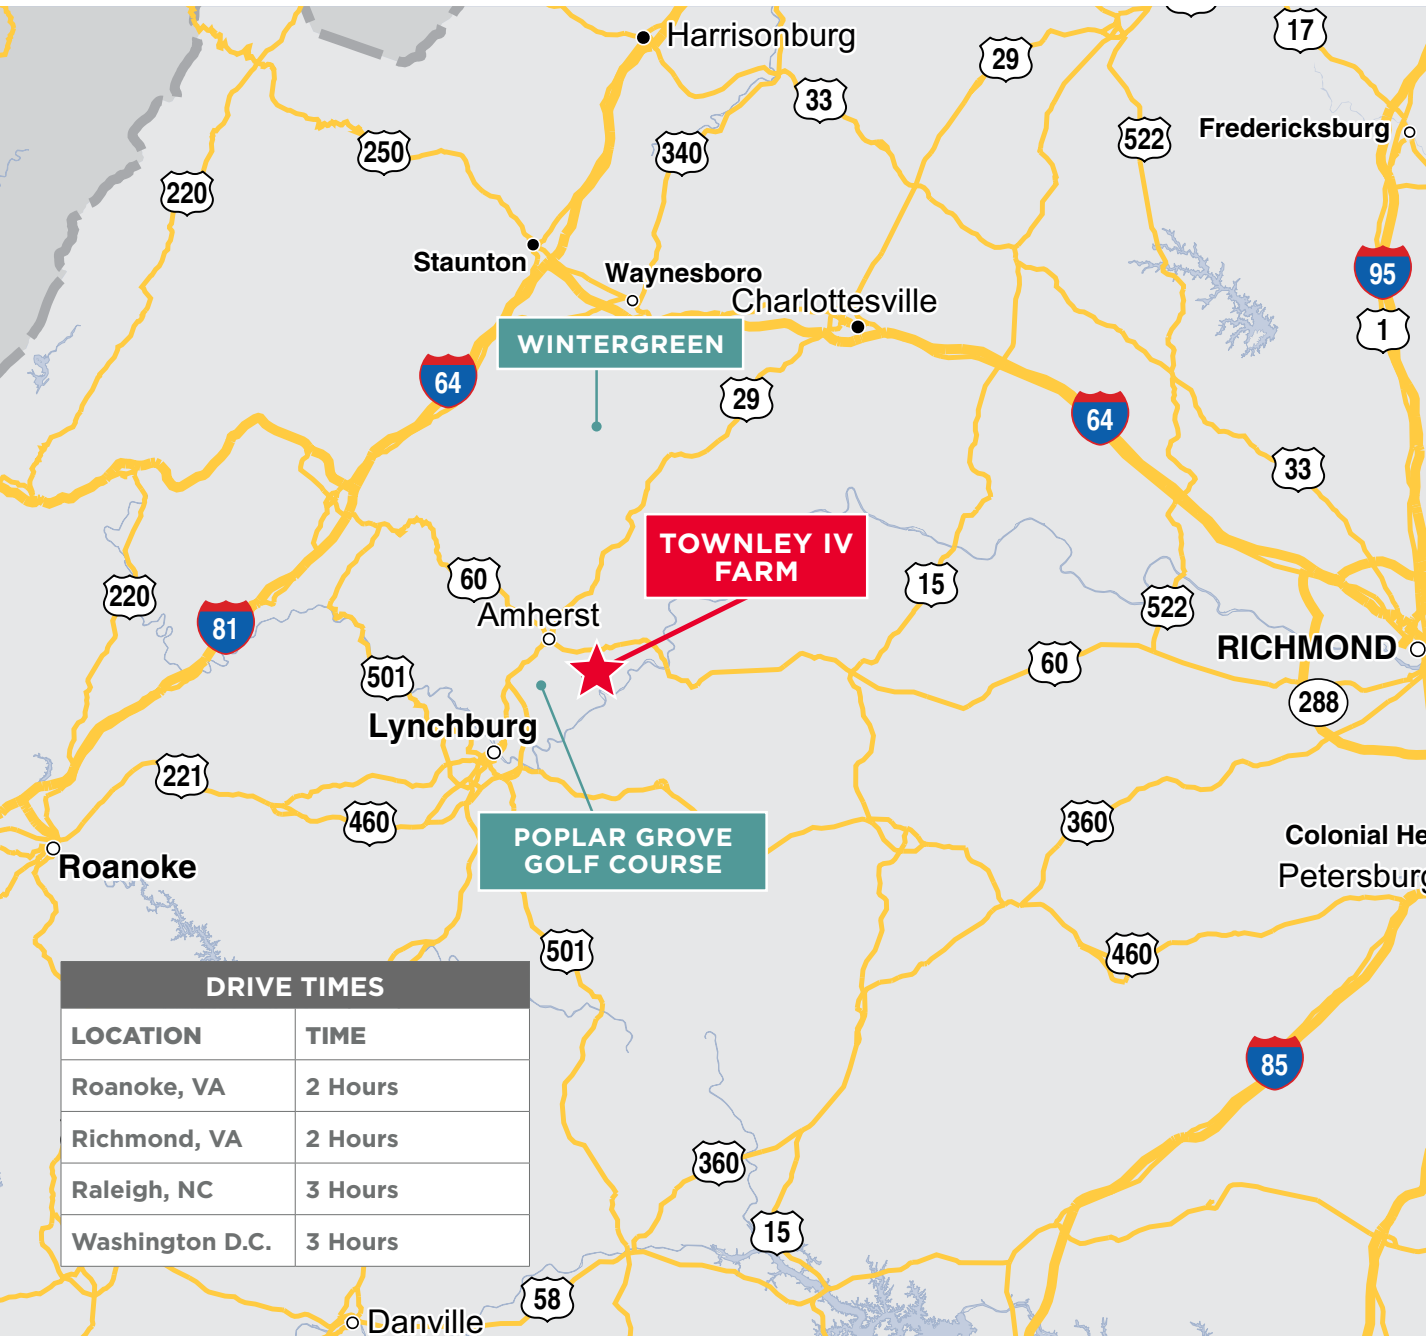 Harrisonburg
17
29
33
522
Fredericksburg
250
340
220
Staunton
Waynesboro
95
Charlottesville
1
WINTERGREEN
64
29
64
33
TOWNLEY IV
FARM
60
15
220
Amherst
522
81
RICHMOND
60
501
288
Lynchburg
221
460
360
POPLAR GROVE
GOLF COURSE
Colonial He
Roanoke
Petersburg
501
460
DRIVE TIMES
LOCATION TIME
Roanoke, VA 2 Hours
Richmond, VA 2 Hours
Raleigh, NC 3 Hours
Washington D.C. 3 Hours
85
360
15
58
Danville